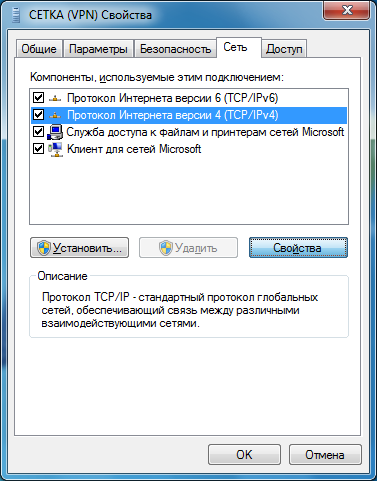 СЕТКА (VPN) Свойства
Общие Параметры Безопасность Сеть Доступ
Компоненты, используемые этим подключением:
Протокол Интернета версии 6 (TCP/IPv6)
Протокол Интернета версии 4 (TCP/IPv4)
Служба доступа к файлам и принтерам сетей Microsoft
Клиент для сетей Microsoft
Установить... Удалить Свойства
Описание
Протокол TCP/IP - стандартный протокол глобальных
сетей, обеспечивающий связь между различными
взаимодействующими сетями.
OK Отмена